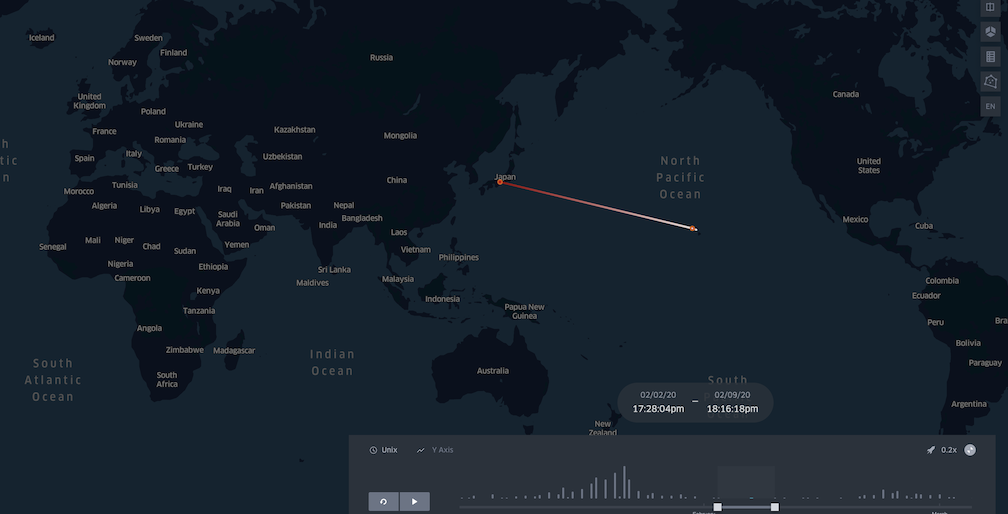 Iceland
Sweden
Finland
Norway
Russia
Canada
EN
United
Kingdom
Poland
Ukraine
France
Romania
Kazakhstan
Mongolia
Italy
Spain
Greece
Turkey
Uzbekistan
North
Pacific
Ocean
United
States
Japan
China
Morocco
Tunisia
Iraq
Iran
Afghanistan
Algeria
Libya
Egypt
Pakistan
Nepal
Saudi
Arabia
Bangladesh
India
Oman
Mexico
Cuba
Laos
Senegal
Mali
Niger
Chad
Sudan
Yemen
Vietnam
Philippines
Nigeria
Ethiopia
Cameroon
Sri Lanka
Maldives
Malaysia
Colombia
Kenya
Indonesia
Ecuador
Tanzania
Papua New
Guinea
Peru
Bra
Angola
Zimbabwe
Madagascar
Bolivia
Indian
Ocean
South
Atlantic
Ocean
South
Africa
Australia
Paraguay
South
Argentina
02/02/20
17:28:04pm
–
02/09/20
18:16:18pm
New
Zealand
Unix
Y Axis
0.2x